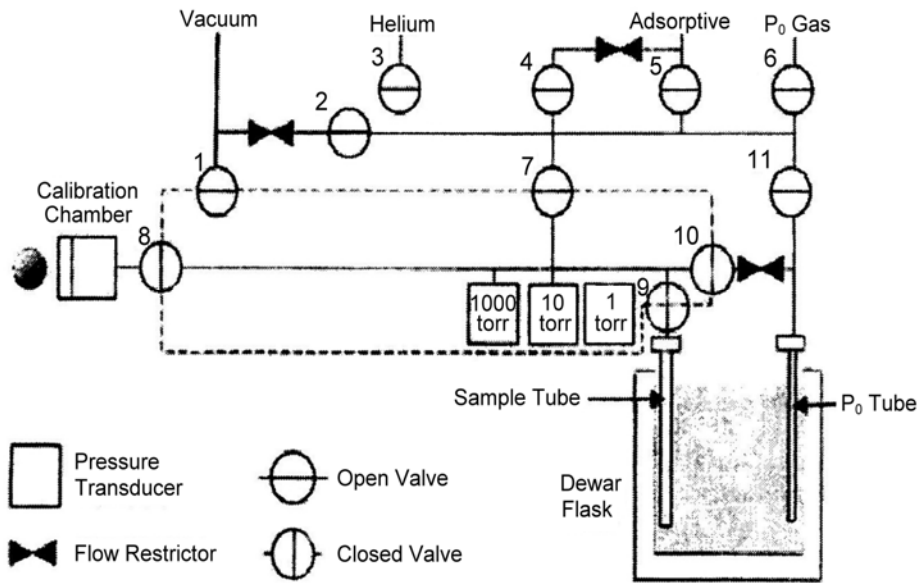 Vacuum
Helium
Adsorptive
P₀ Gas
3
4
5
6
2
1
7
11
Calibration
Chamber
8
10
9
1000
torr
10
torr
1
torr
Sample Tube
P₀ Tube
Dewar
Flask
Pressure
Transducer
Open Valve
Flow Restrictor
Closed Valve